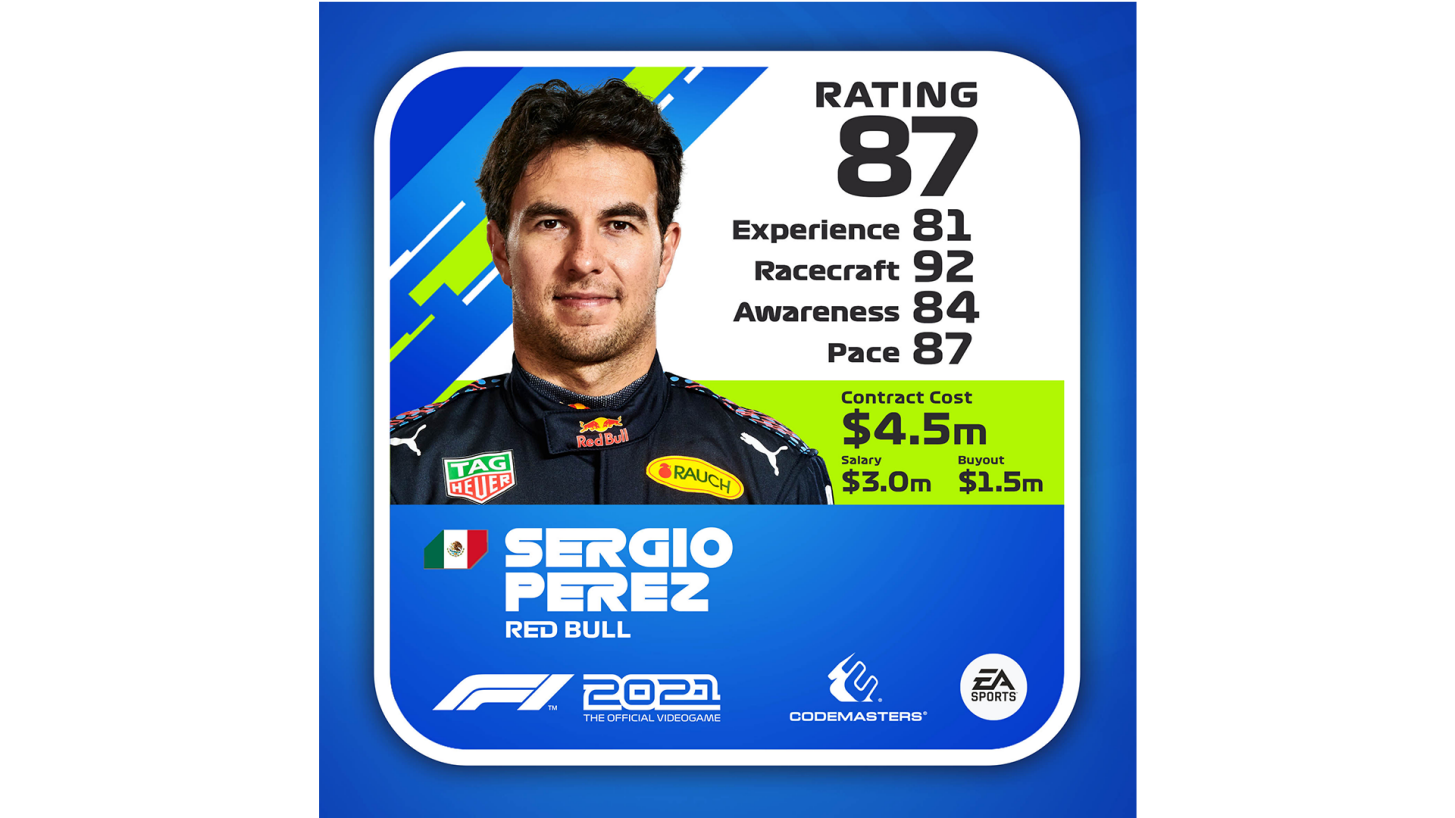 RATING
87
Experience 81
Racecraft 92
Awareness 84
Pace 87
Contract Cost
$4.5m
Salary Buyout
$3.0m $1.5m
Red Bull
TAG
HEUER
RAUCH
SERGIO
PEREZ
RED BULL
F1™ 2021
THE OFFICIAL VIDEOGAME
CODEMASTERS®
EA
SPORTS